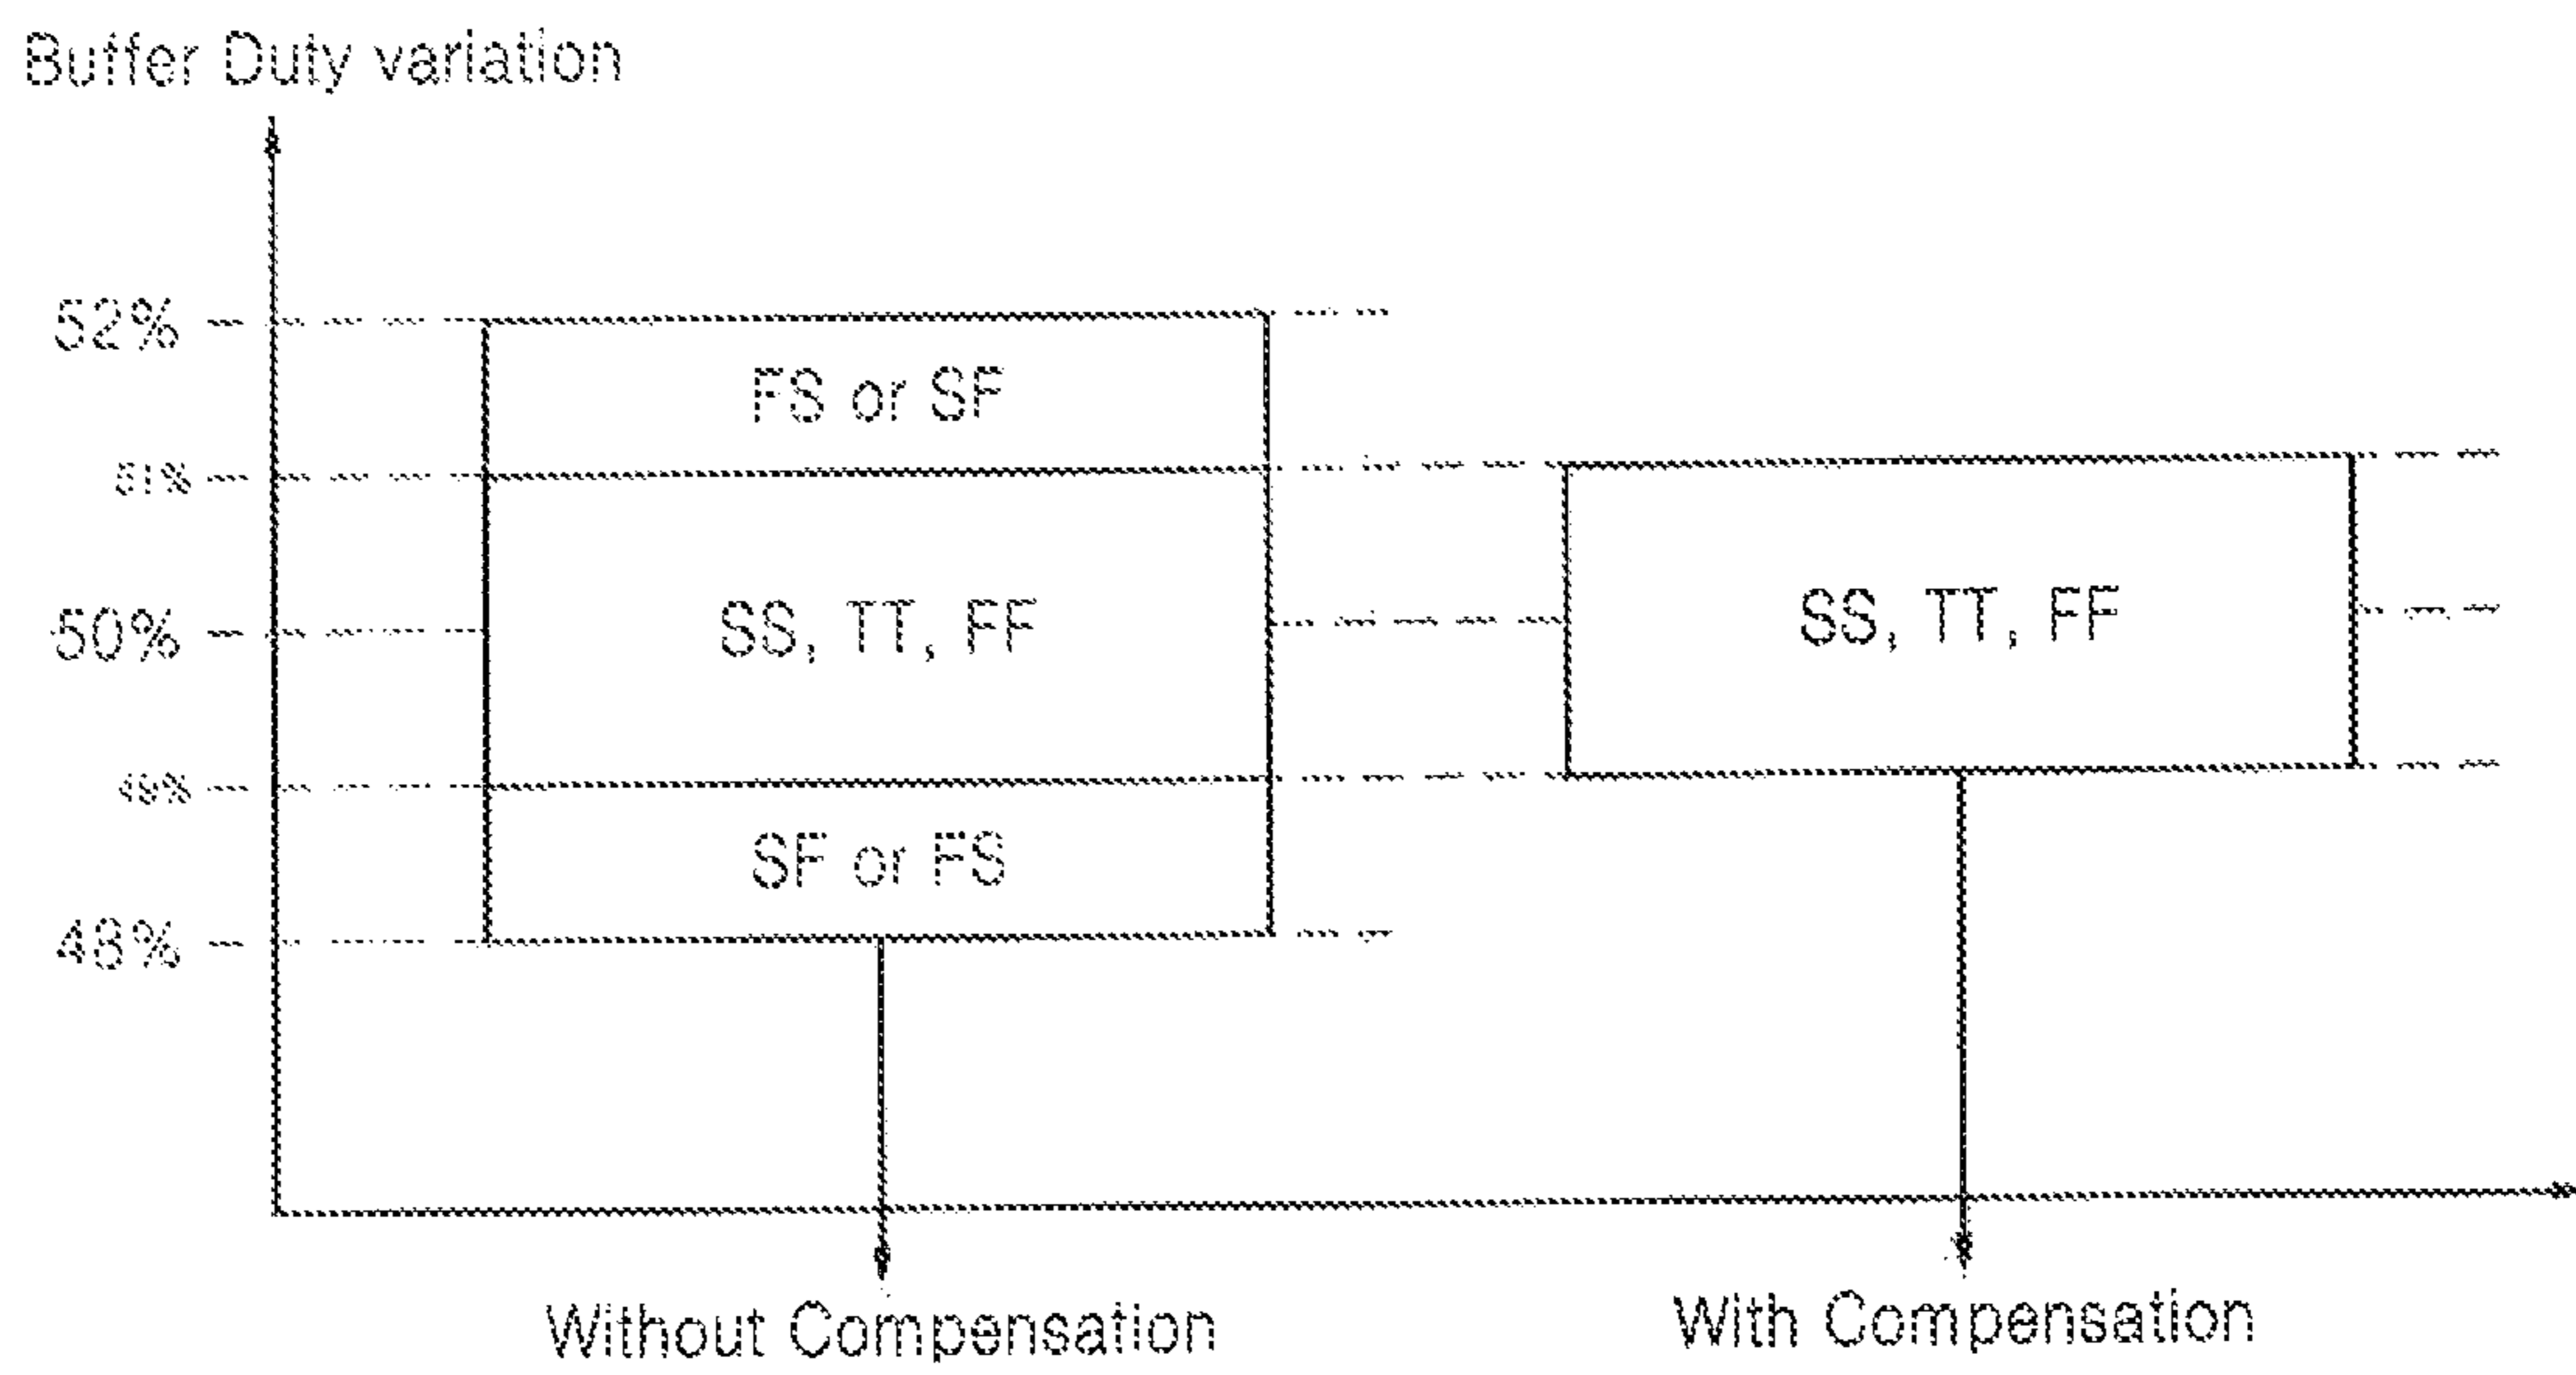 Buffer Duty variation
52%
FS or SF
51%
50%
SS, TT, FF
SS, TT, FF
49%
SF or FS
48%
Without Compensation
With Compensation